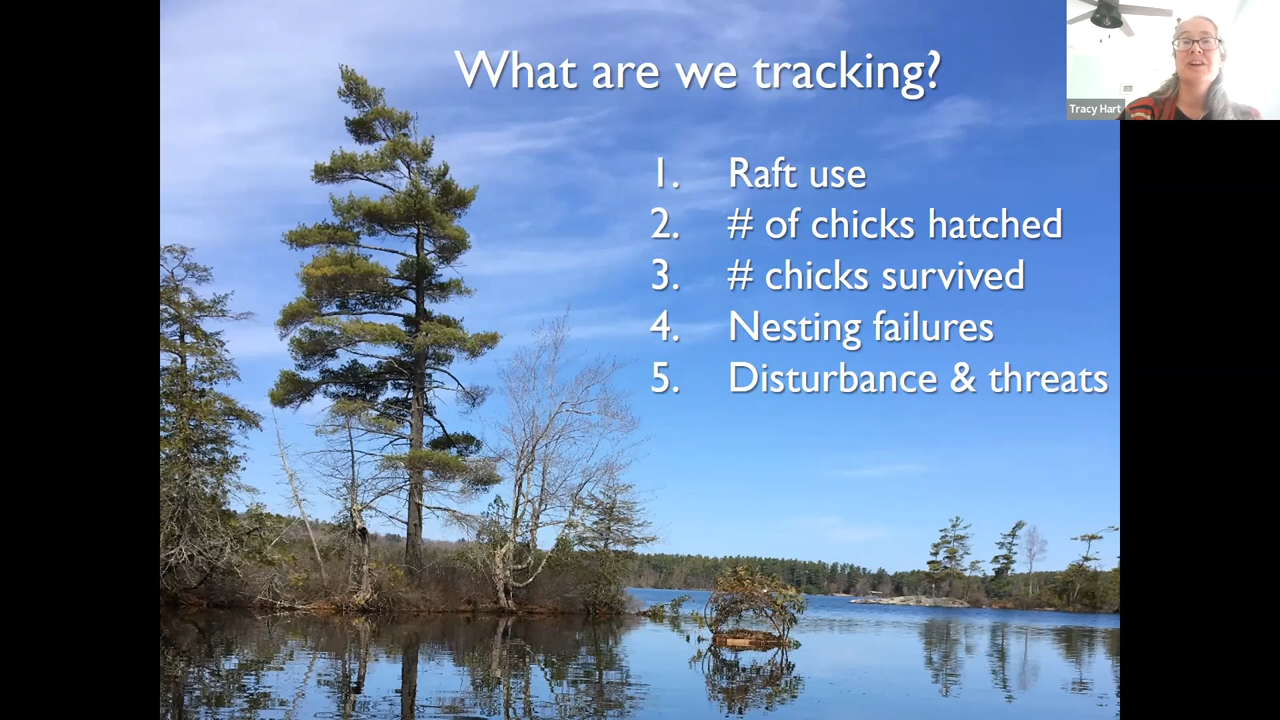 What are we tracking?
Tracy Hart
1. Raft use
2. # of chicks hatched
3. # chicks survived
4. Nesting failures
5. Disturbance & threats